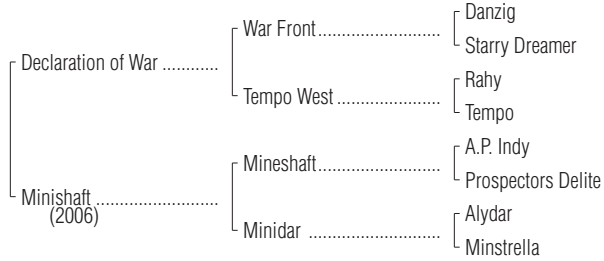 Danzig
War Front..................
Starry Dreamer
Declaration of War ............
Rahy
Tempo West ......................
Tempo
A.P. Indy
Mineshaft..........................
Prospectors Delite
Minishaft ..........................
(2006)
Alydar
Minidar ............................
Minstrella